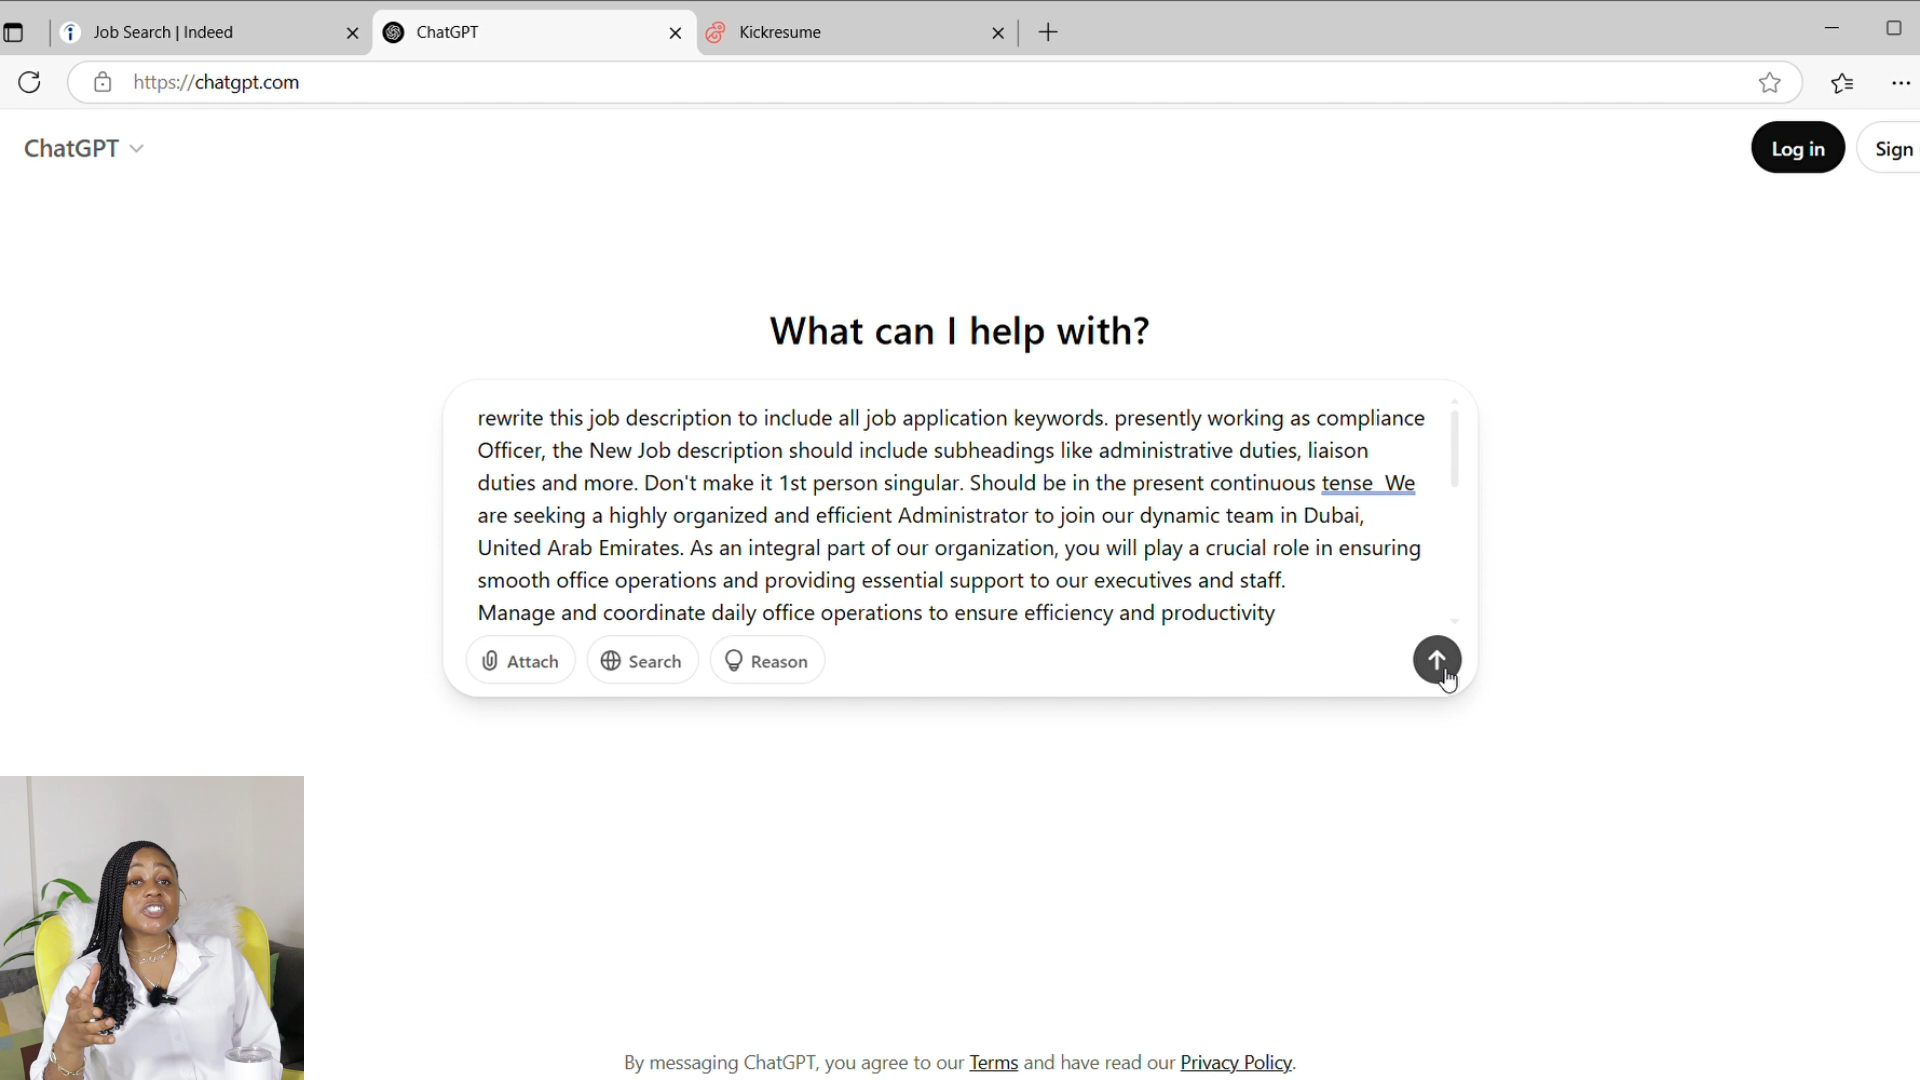 Job Search | Indeed
ChatGPT
Kickresume
https://chatgpt.com
ChatGPT
Log in
Sign
What can I help with?
rewrite this job description to include all job application keywords. presently working as compliance
Officer, the New Job description should include subheadings like administrative duties, liaison
duties and more. Don't make it 1st person singular. Should be in the present continuous tense We
are seeking a highly organized and efficient Administrator to join our dynamic team in Dubai,
United Arab Emirates. As an integral part of our organization, you will play a crucial role in ensuring
smooth office operations and providing essential support to our executives and staff.
Manage and coordinate daily office operations to ensure efficiency and productivity
Attach
Search
Reason
By messaging ChatGPT, you agree to our Terms and have read our Privacy Policy.